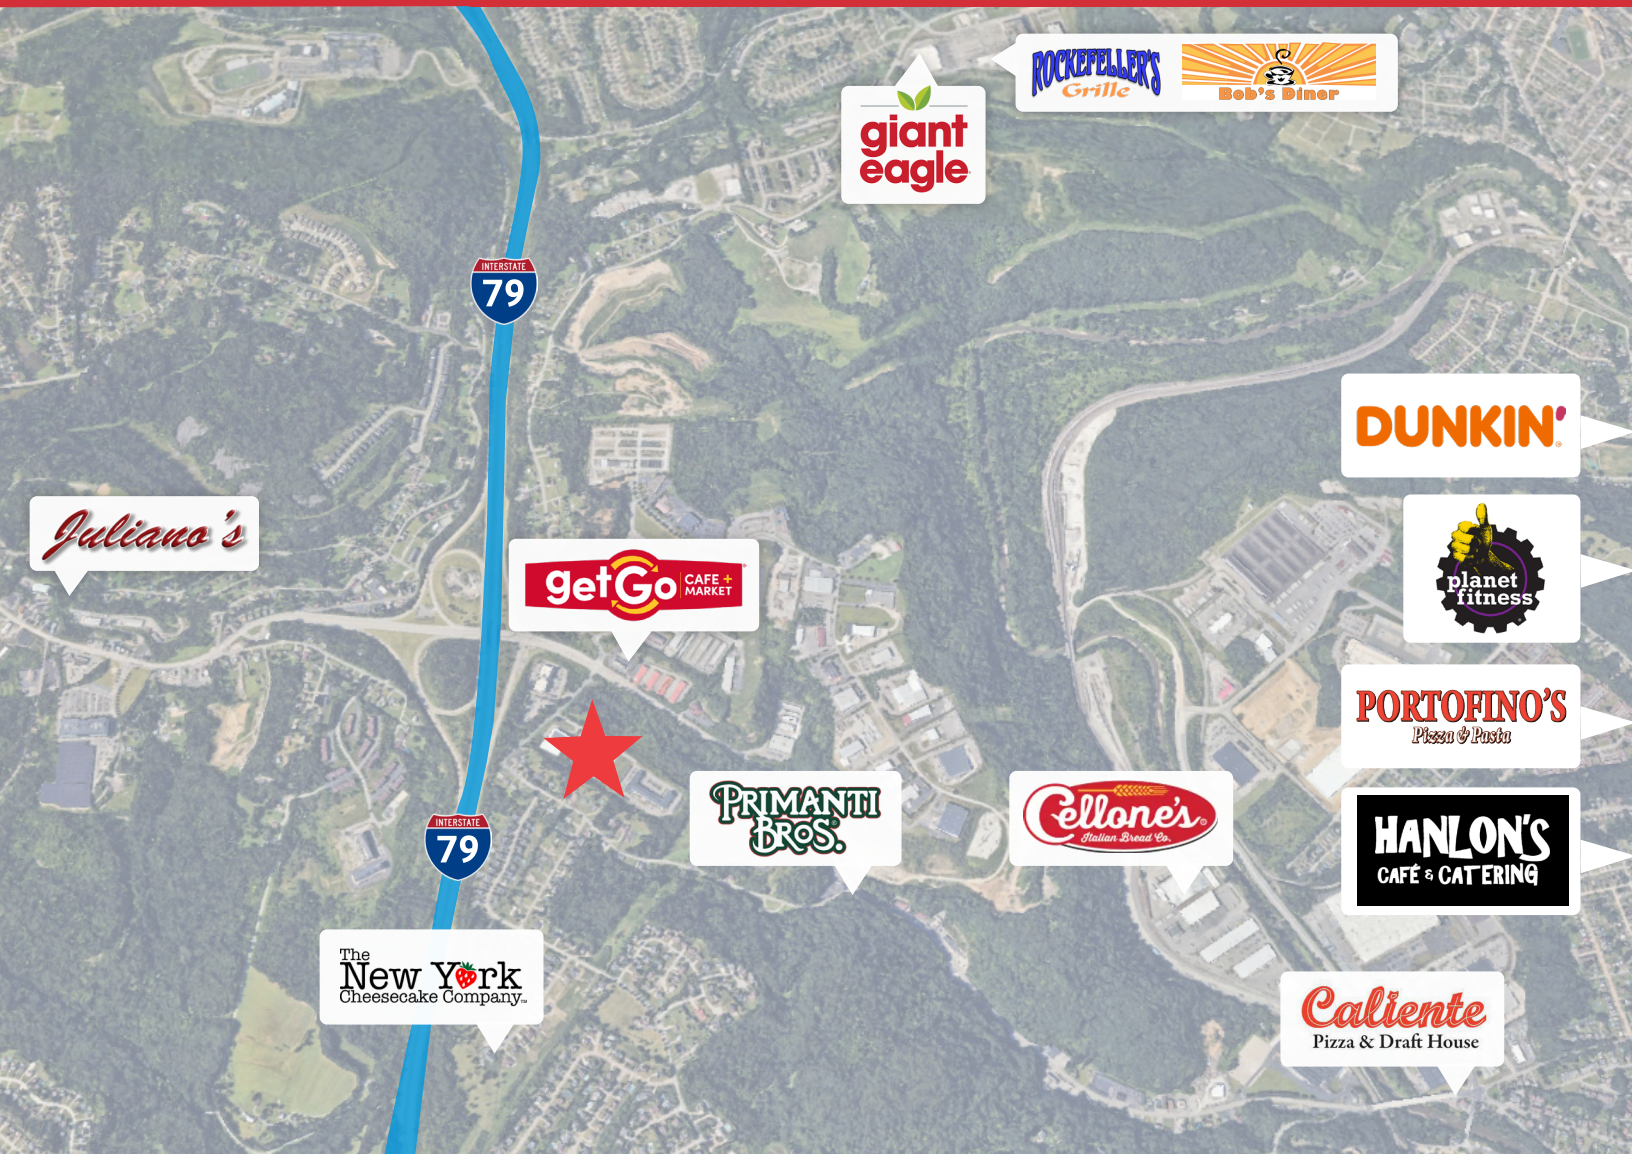 ROCKEFELLER'S
Grille
Bob's Diner
giant
eagle
INTERSTATE
79
DUNKIN'
Juliano's
planet
fitness
getGo
CAFE +
MARKET
PORTOFINO'S
Pizza & Pasta
PRIMANTI
BROS.
Cellone's
Italian Bread Co.
INTERSTATE
79
HANLON'S
CAFÉ & CATERING
The
New York
Cheesecake Company™
Caliente
Pizza & Draft House